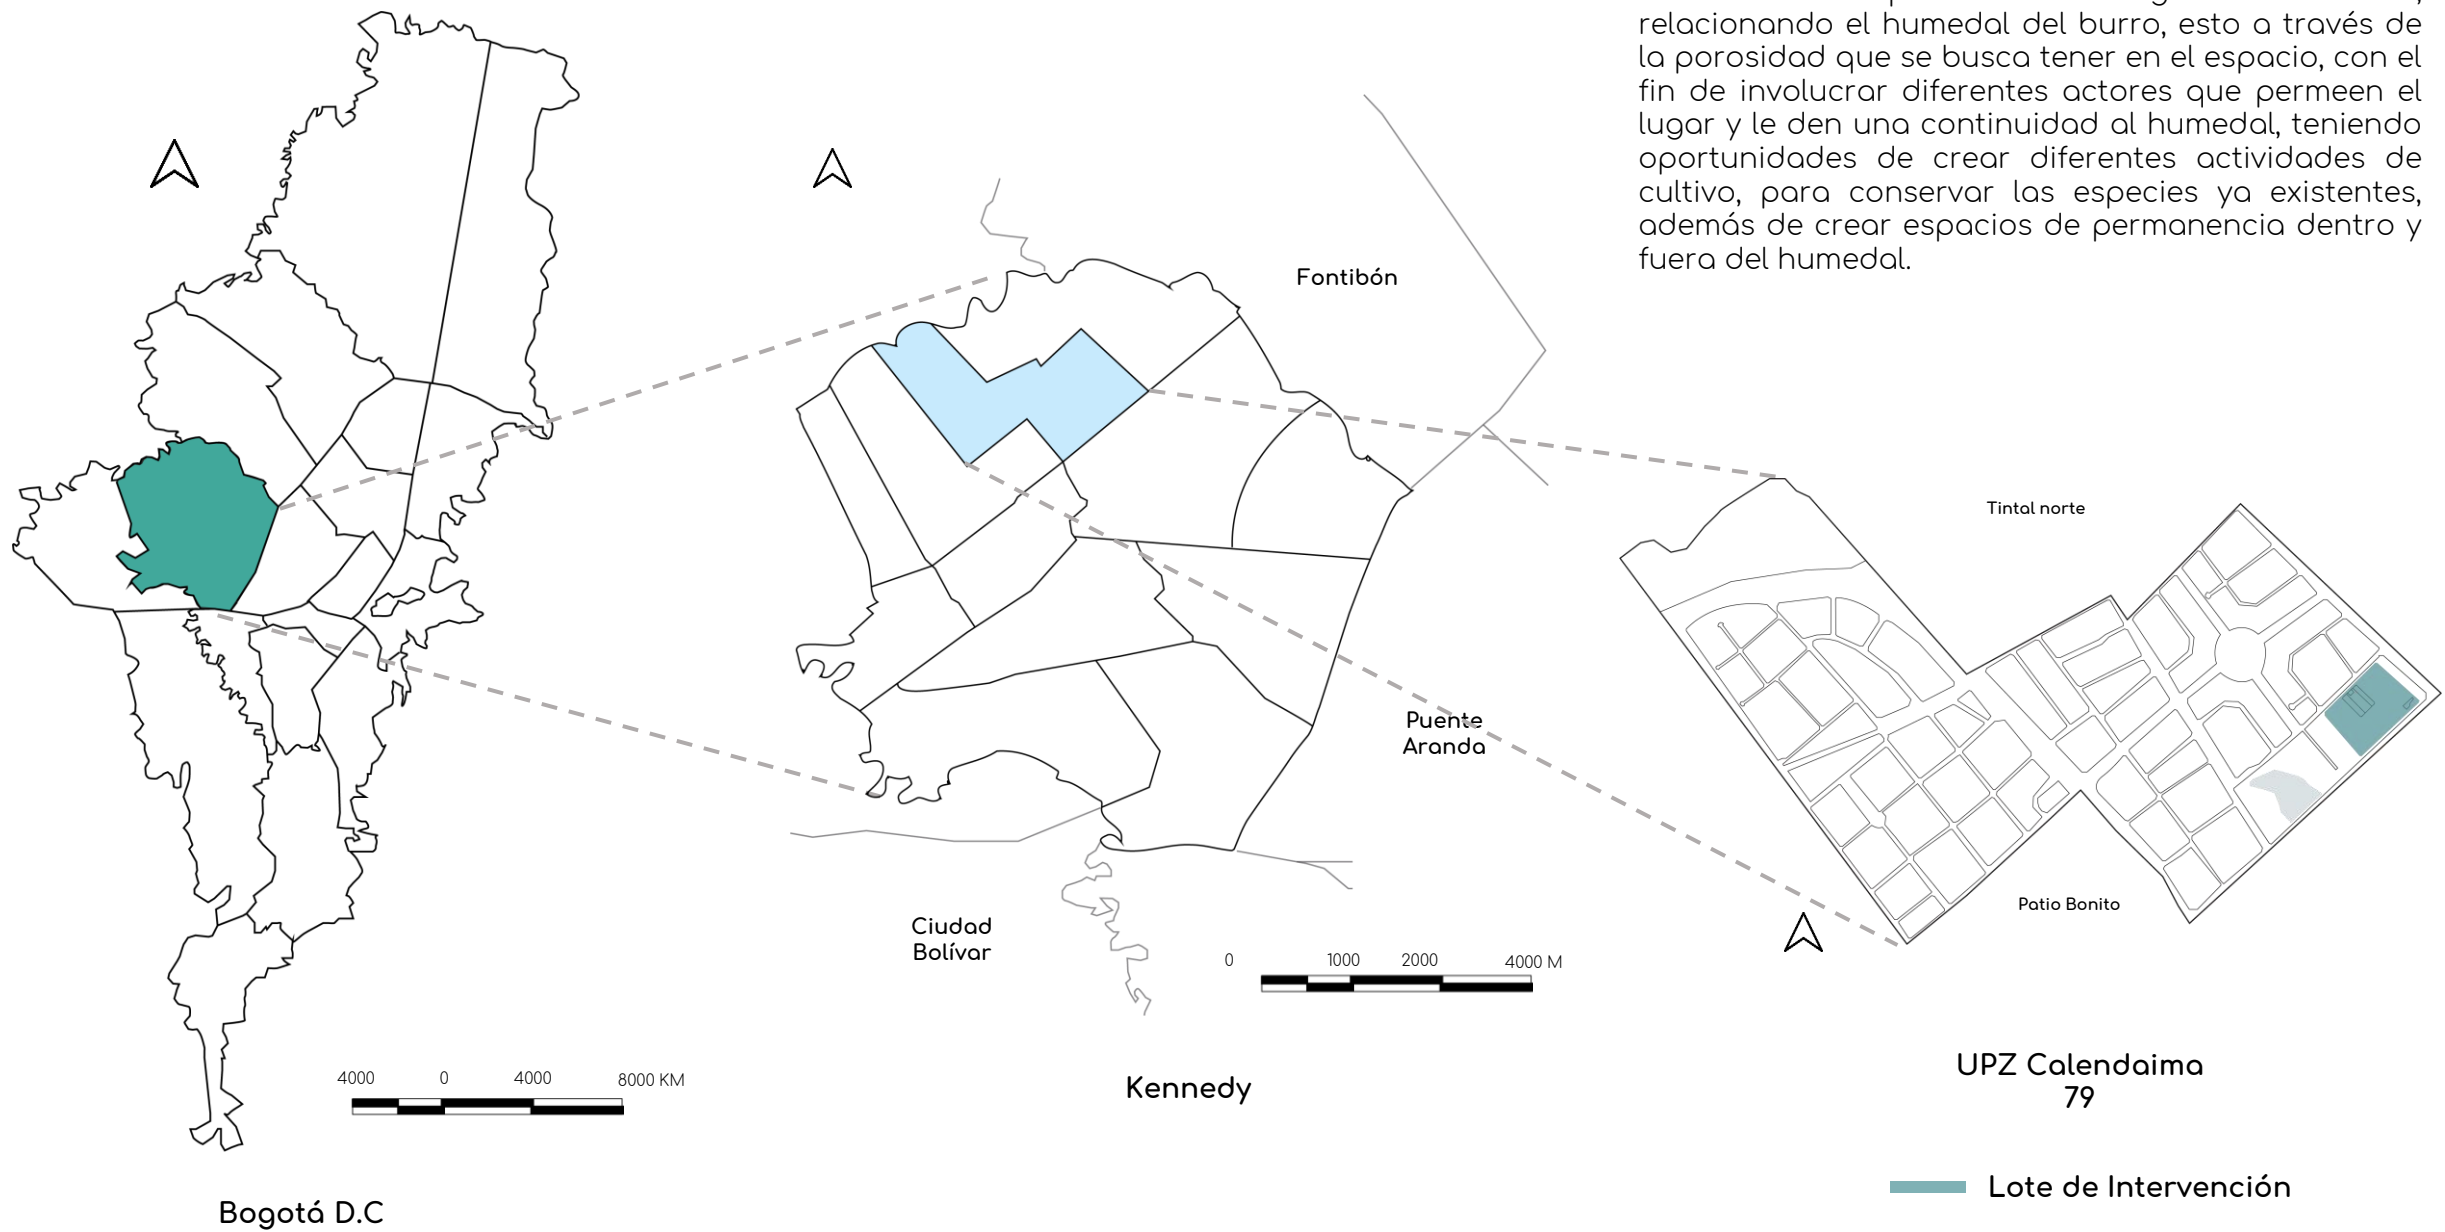 relacionando el humedal del burro, esto a través de
la porosidad que se busca tener en el espacio, con el
fin de involucrar diferentes actores que permeen el
lugar y le den una continuidad al humedal, teniendo
oportunidades de crear diferentes actividades de
cultivo, para conservar las especies ya existentes,
además de crear espacios de permanencia dentro y
fuera del humedal.
Fontibón
Tintal norte
Puente
Aranda
Patio Bonito
Ciudad
Bolívar
0 1000 2000 4000 M
4000 0 4000 8000 KM
Kennedy
UPZ Calendaima
79
Lote de Intervención
Bogotá D.C